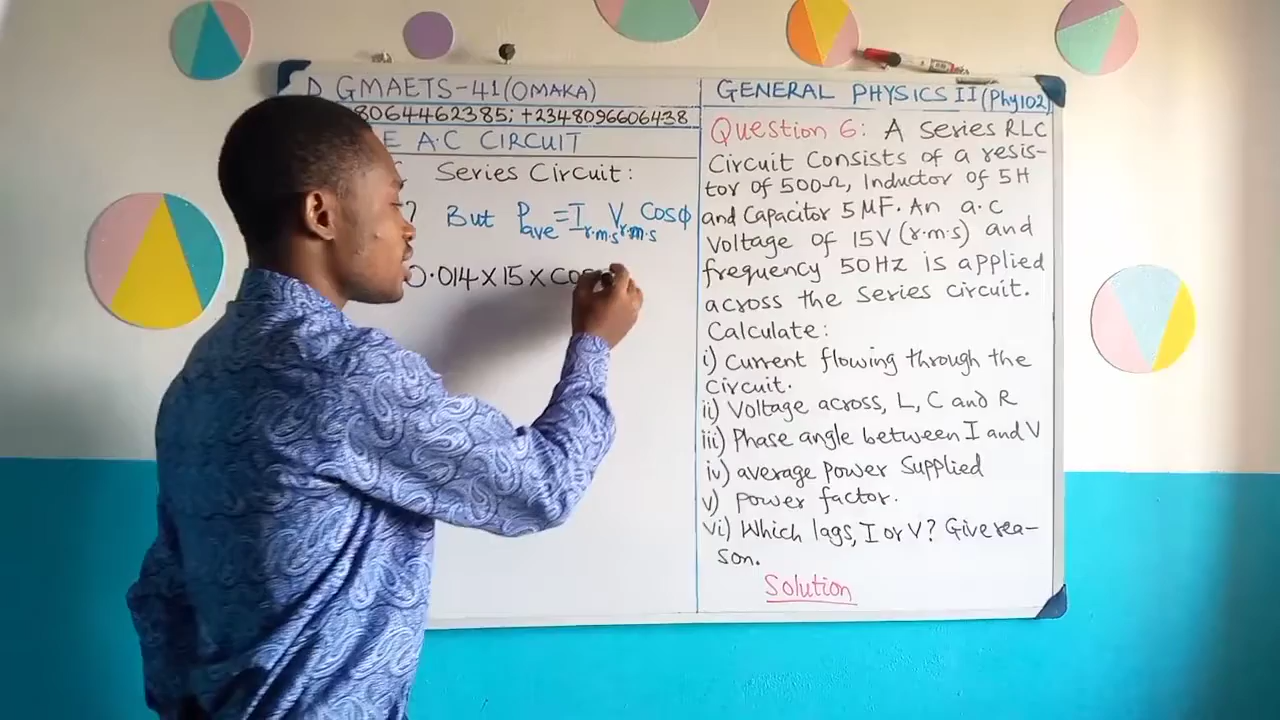 D GMAETS-41(OMAKA)
8064462385; +2348096606438
E A.C CIRCUIT
Series Circuit:
? But Pave = Ir.m.s Vr.m.s Cosϕ
0.014 X 15 X Cos
GENERAL PHYSICS II (Phy102)
Question 6: A Series RLC
Circuit Consists of a resis-
tor of 500Ω, Inductor of 5H
and Capacitor 5 MF. An a.c
Voltage of 15V (r.m.s) and
frequency 50Hz is applied
across the Series circuit.
Calculate:
i) Current flowing through the
circuit.
ii) Voltage across, L, C and R
iii) Phase angle between I and V
iv) average power Supplied
v) power factor.
vi) Which lags, I or V? Give rea-
son.
Solution